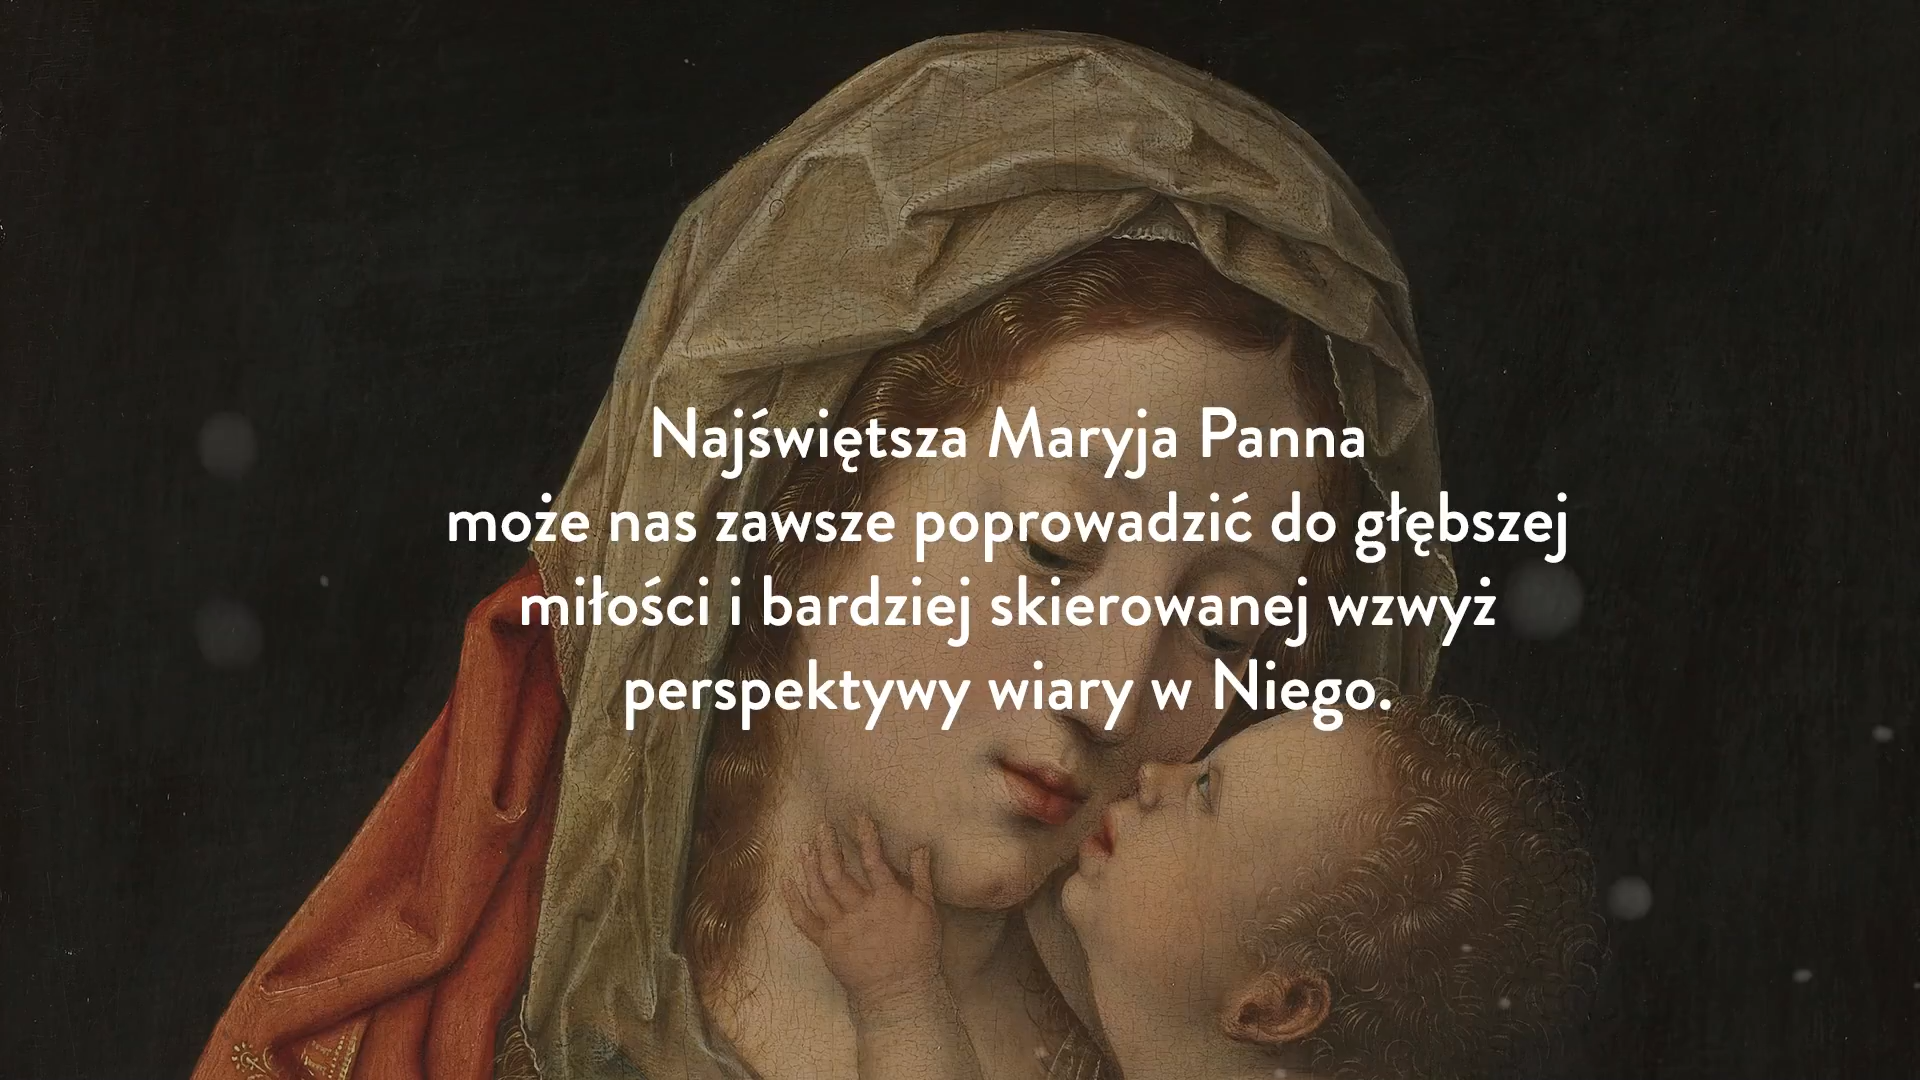 Najświętsza Maryja Panna
może nas zawsze poprowadzić do głębszej
miłości i bardziej skierowanej wzwyż
perspektywy wiary w Niego.